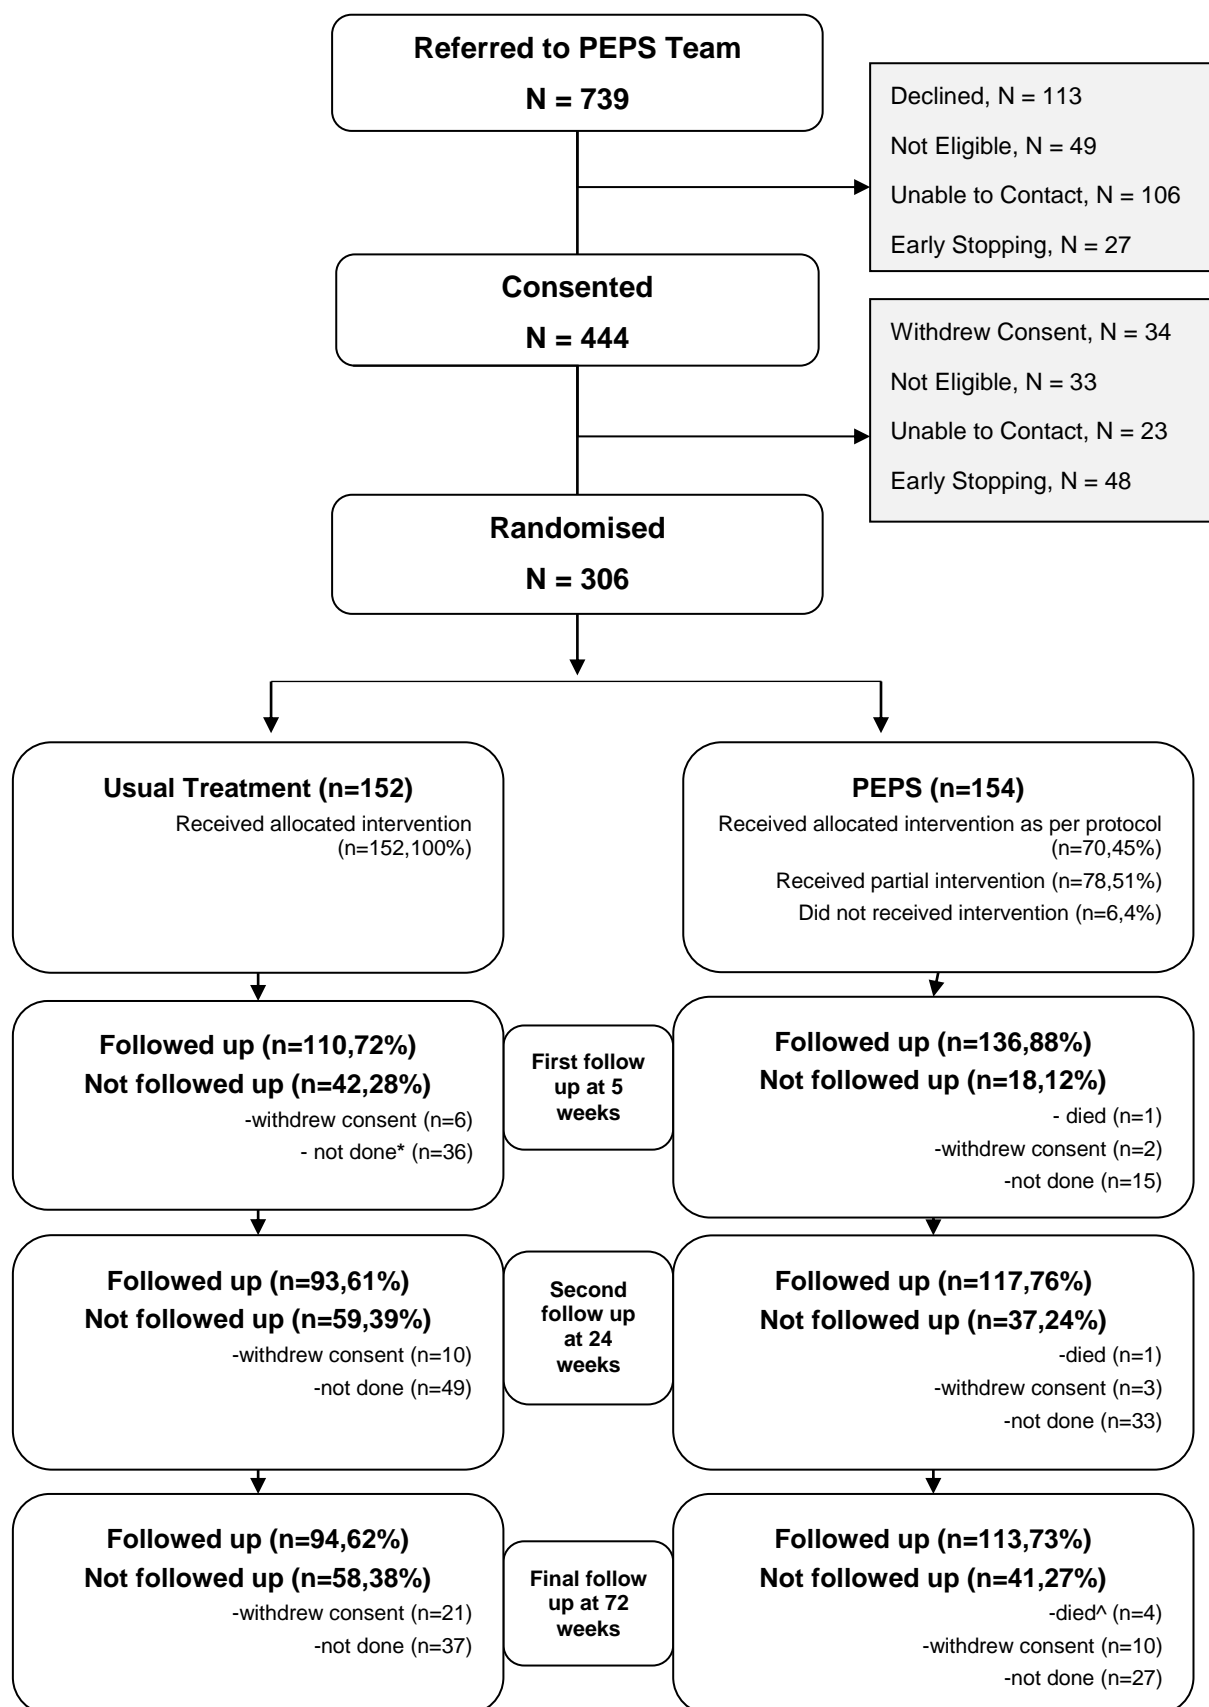 Referred to PEPS Team
N = 739
Declined, N = 113
Not Eligible, N = 49
Unable to Contact, N = 106
Early Stopping, N = 27
Consented
N = 444
Withdrew Consent, N = 34
Not Eligible, N = 33
Unable to Contact, N = 23
Early Stopping, N = 48
Randomised
N = 306
Usual Treatment (n=152)
Received allocated intervention
(n=152,100%)
PEPS (n=154)
Received allocated intervention as per protocol
(n=70,45%)
Received partial intervention (n=78,51%)
Did not received intervention (n=6,4%)
Followed up (n=110,72%)
Not followed up (n=42,28%)
-withdrew consent (n=6)
- not done* (n=36)
First follow
up at 5
weeks
Followed up (n=136,88%)
Not followed up (n=18,12%)
- died (n=1)
-withdrew consent (n=2)
-not done (n=15)
Followed up (n=93,61%)
Not followed up (n=59,39%)
-withdrew consent (n=10)
-not done (n=49)
Second
follow up
at 24
weeks
Followed up (n=117,76%)
Not followed up (n=37,24%)
-died (n=1)
-withdrew consent (n=3)
-not done (n=33)
Followed up (n=94,62%)
Not followed up (n=58,38%)
-withdrew consent (n=21)
-not done (n=37)
Final follow
up at 72
weeks
Followed up (n=113,73%)
Not followed up (n=41,27%)
-died^ (n=4)
-withdrew consent (n=10)
-not done (n=27)